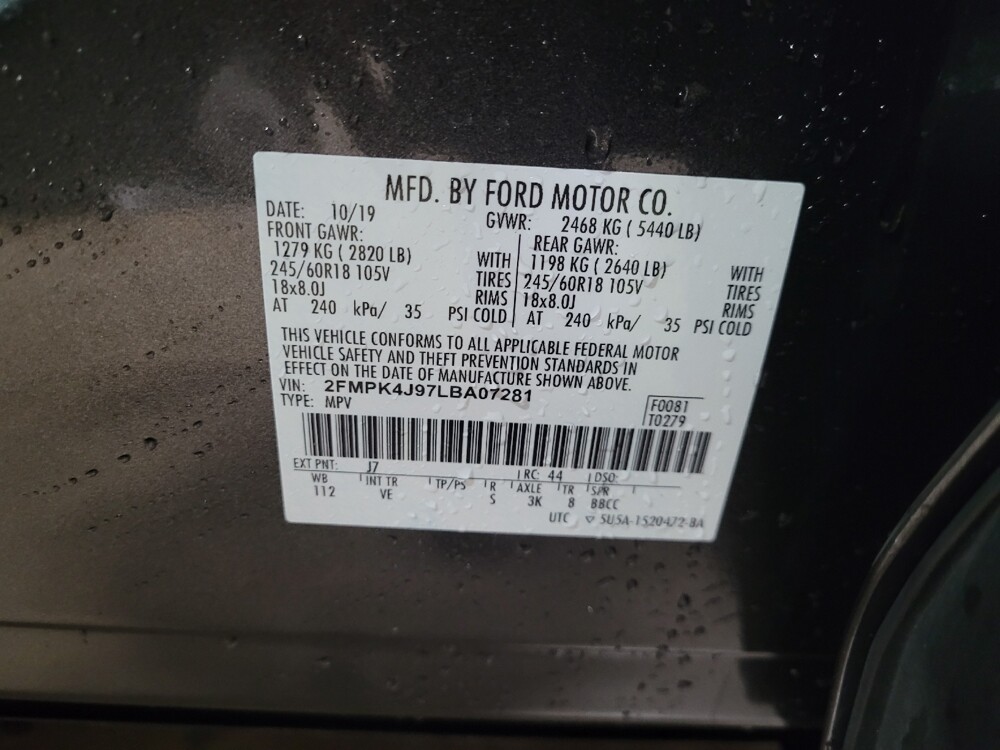 MFD. BY FORD MOTOR CO.
DATE: 10/19 GVWR: 2468 KG ( 5440 LB)
FRONT GAWR: REAR GAWR:
1279 KG ( 2820 LB) WITH 1198 KG ( 2640 LB) WITH
245/60R18 105V TIRES 245/60R18 105V TIRES
18x8.0J RIMS 18x8.0J RIMS
AT 240 kPa/ 35 PSI COLD AT 240 kPa/ 35 PSI COLD
THIS VEHICLE CONFORMS TO ALL APPLICABLE FEDERAL MOTOR
VEHICLE SAFETY AND THEFT PREVENTION STANDARDS IN
EFFECT ON THE DATE OF MANUFACTURE SHOWN ABOVE.
VIN: 2FMPK4J97LBA07281
TYPE: MPV F0081
T0279
EXT PNT: J7 RC: 44 DSO:
WB INT TR TP/PS R AXLE TR SPR
112 VE S 3K 8 BBCC
UTC ▽ 5U5A-1520472-BA